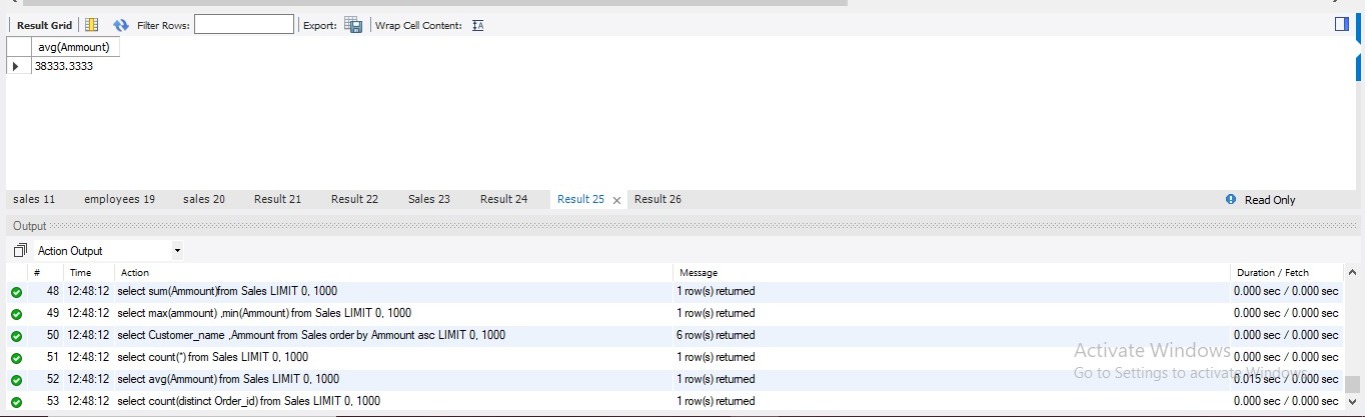 Result Grid Filter Rows: Export: Wrap Cell Content:
avg(Ammount)
38333.3333
sales 11 employees 19 sales 20 Result 21 Result 22 Sales 23 Result 24 Result 25 Result 26 Read Only
Output
Action Output
# Time Action Message Duration / Fetch
48 12:48:12 select sum(Ammount)from Sales LIMIT 0, 1000 1 row(s) returned 0.000 sec / 0.000 sec
49 12:48:12 select max(ammount) ,min(Ammount) from Sales LIMIT 0, 1000 1 row(s) returned 0.000 sec / 0.000 sec
50 12:48:12 select Customer_name ,Ammount from Sales order by Ammount asc LIMIT 0, 1000 6 row(s) returned 0.000 sec / 0.000 sec
51 12:48:12 select count(*) from Sales LIMIT 0, 1000 1 row(s) returned 0.000 sec / 0.000 sec
52 12:48:12 select avg(Ammount) from Sales LIMIT 0, 1000 1 row(s) returned 0.015 sec / 0.000 sec
53 12:48:12 select count(distinct Order_id) from Sales LIMIT 0, 1000 1 row(s) returned 0.000 sec / 0.000 sec
Activate Windows
Go to Settings to activate Windows.